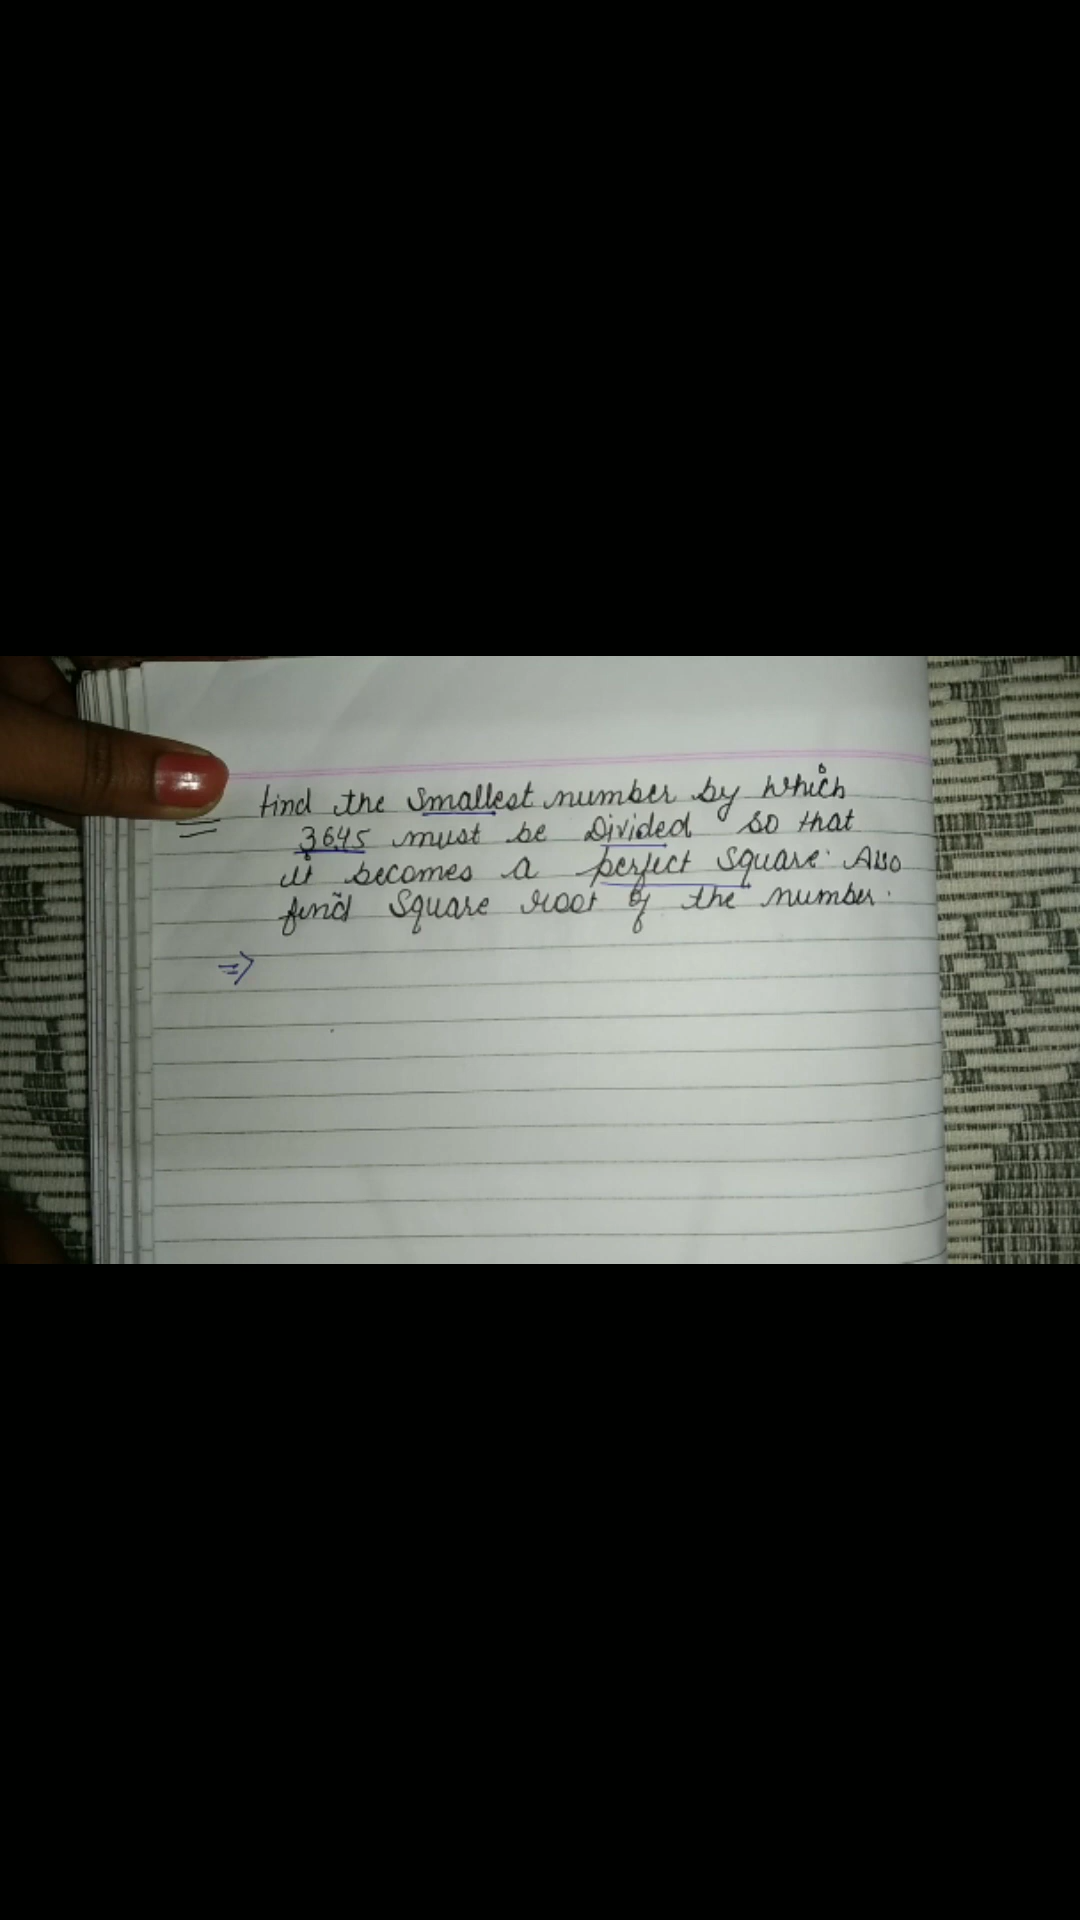 find the smallest number by which
3645 must be Divided so that
it becomes a perfect square. Also
find Square root of the number.
⇒